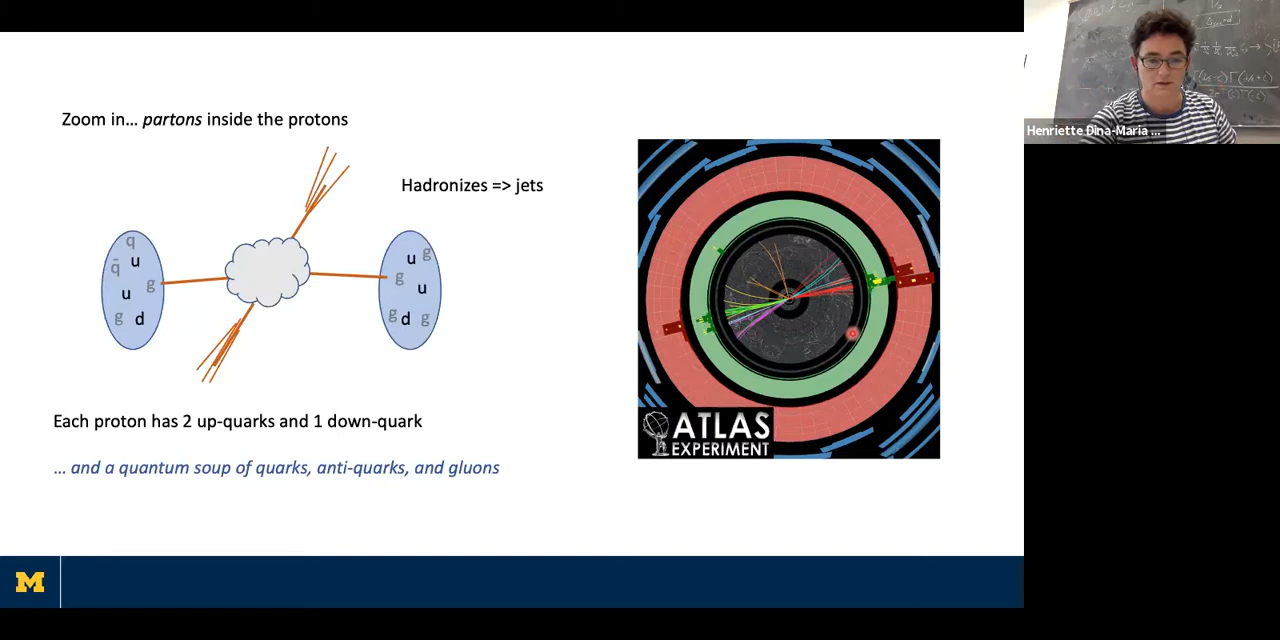 Zoom in... partons inside the protons
Hadronizes => jets
q
q̄ u
u g
g d
u g
g
u
g d g
Each proton has 2 up-quarks and 1 down-quark
... and a quantum soup of quarks, anti-quarks, and gluons
ATLAS
EXPERIMENT
M
Henriette Dina-Maria ...